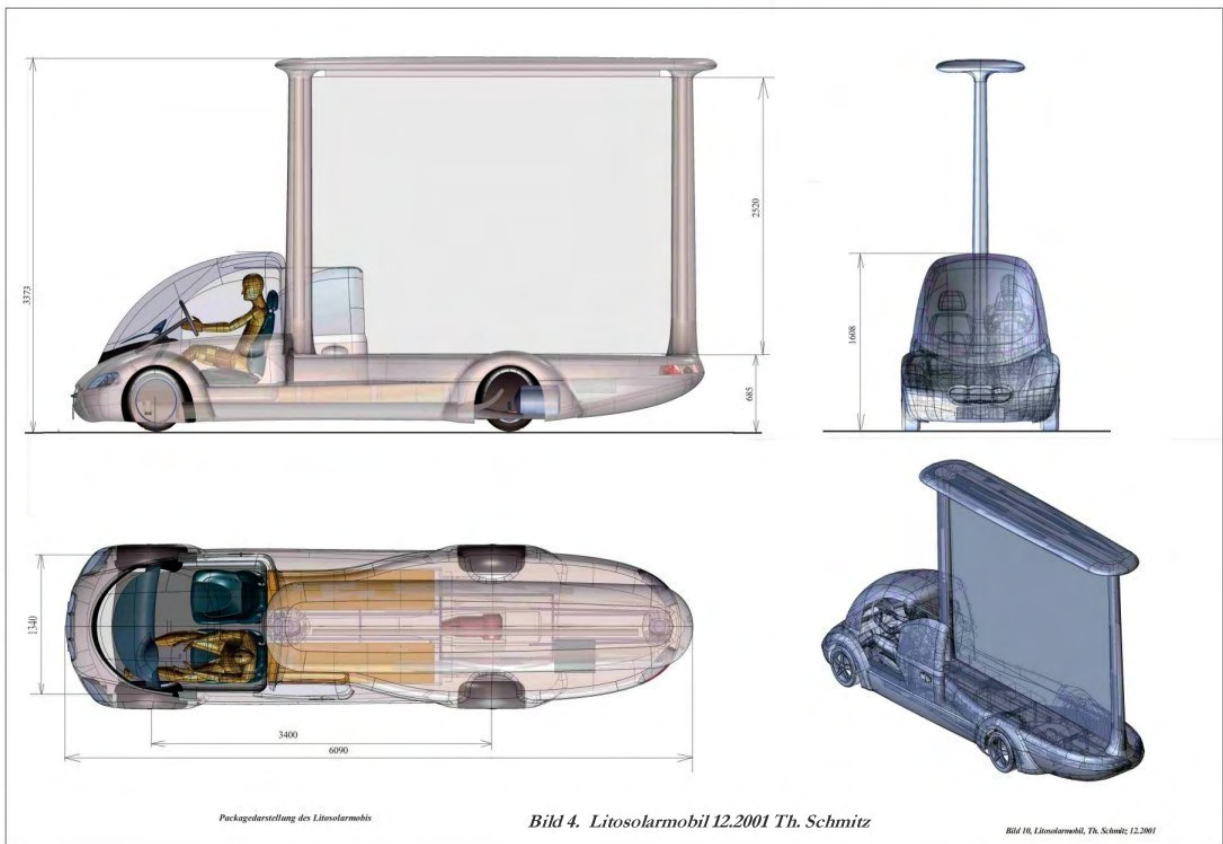 3373
2520
685
1608
1340
3400
6090
Packagedarstellung des Litosolarmobis
Bild 4. Litosolarmobil 12.2001 Th. Schmitz
Bild 10, Litosolarmobil, Th. Schmitz; 12.2001